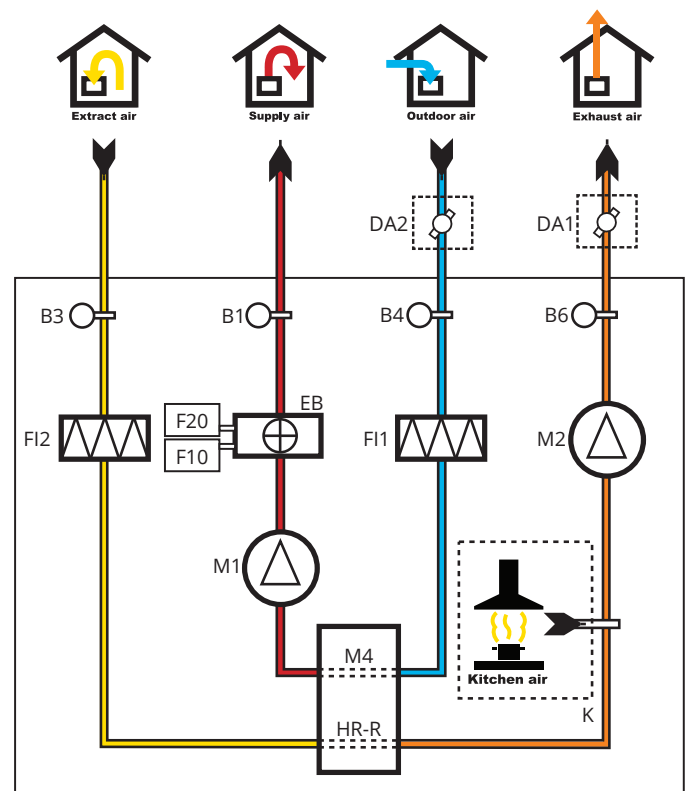 Extract air
Supply air
Outdoor air
Exhaust air
DA2
DA1
B3
B1
B4
B6
EB
F20
F10
FI2
FI1
M2
M1
M4
Kitchen air
K
HR-R